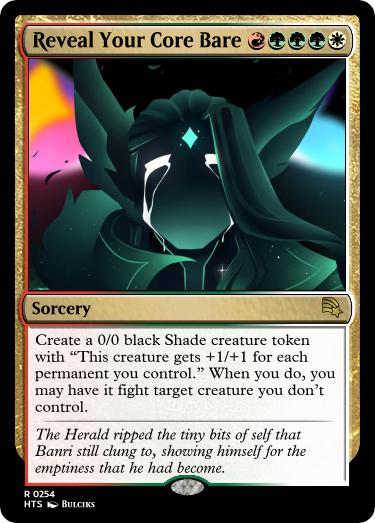 Reveal Your Core Bare
Sorcery
Create a 0/0 black Shade creature token
with “This creature gets +1/+1 for each
permanent you control.” When you do, you
may have it fight target creature you don’t
control.
The Herald ripped the tiny bits of self that
Banri still clung to, showing himself for the
emptiness that he had become.
R 0254
HTS Bulciks